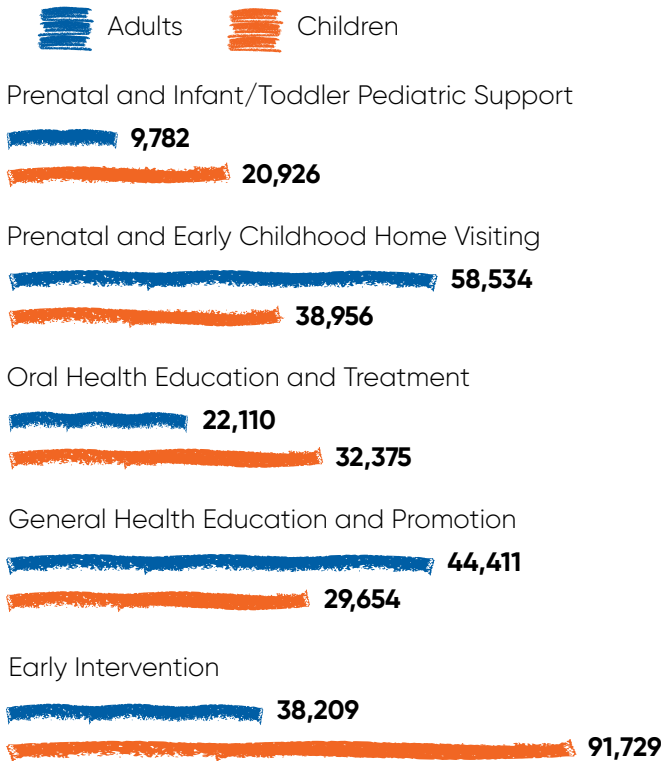 Adults Children
Prenatal and Infant/Toddler Pediatric Support
9,782
20,926
Prenatal and Early Childhood Home Visiting
58,534
38,956
Oral Health Education and Treatment
22,110
32,375
General Health Education and Promotion
44,411
29,654
Early Intervention
38,209
91,729